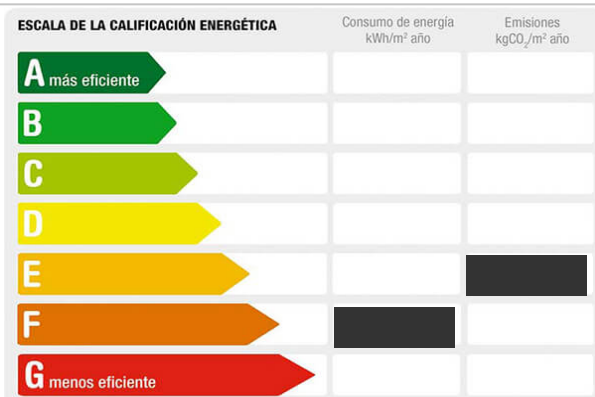 ESCALA DE LA CALIFICACIÓN ENERGÉTICA
Consumo de energía
kWh/m² año
Emisiones
kgCO₂/m² año
A más eficiente
B
C
D
E
F
G menos eficiente